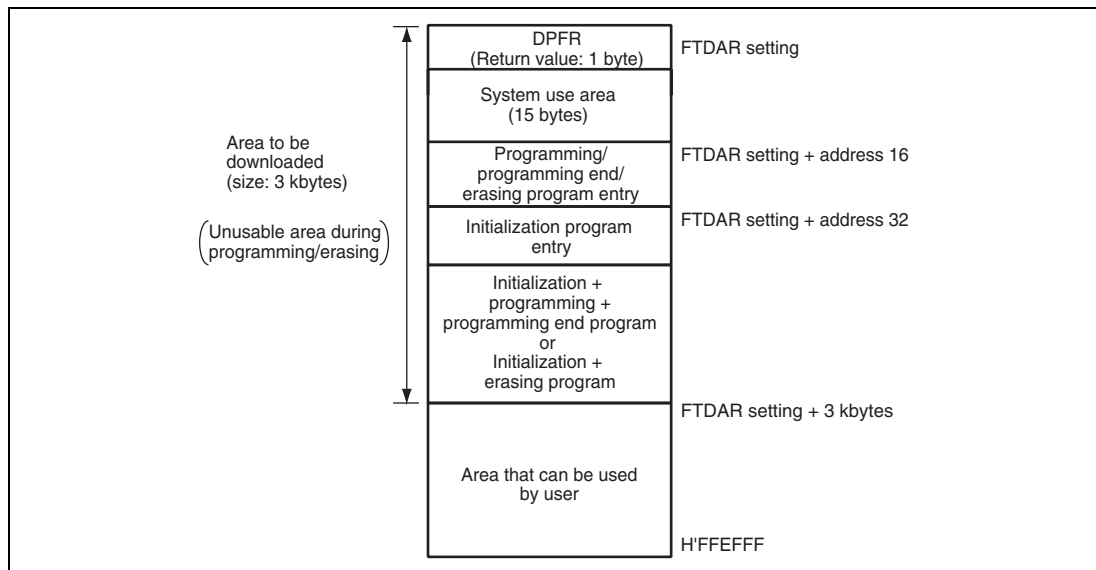 DPFR
(Return value: 1 byte)
FTDAR setting
System use area
(15 bytes)
Area to be
downloaded
(size: 3 kbytes)
(Unusable area during
programming/erasing)
Programming/
programming end/
erasing program entry
FTDAR setting + address 16
Initialization program
entry
FTDAR setting + address 32
Initialization +
programming +
programming end program
or
Initialization +
erasing program
FTDAR setting + 3 kbytes
Area that can be used
by user
H'FFEFFF